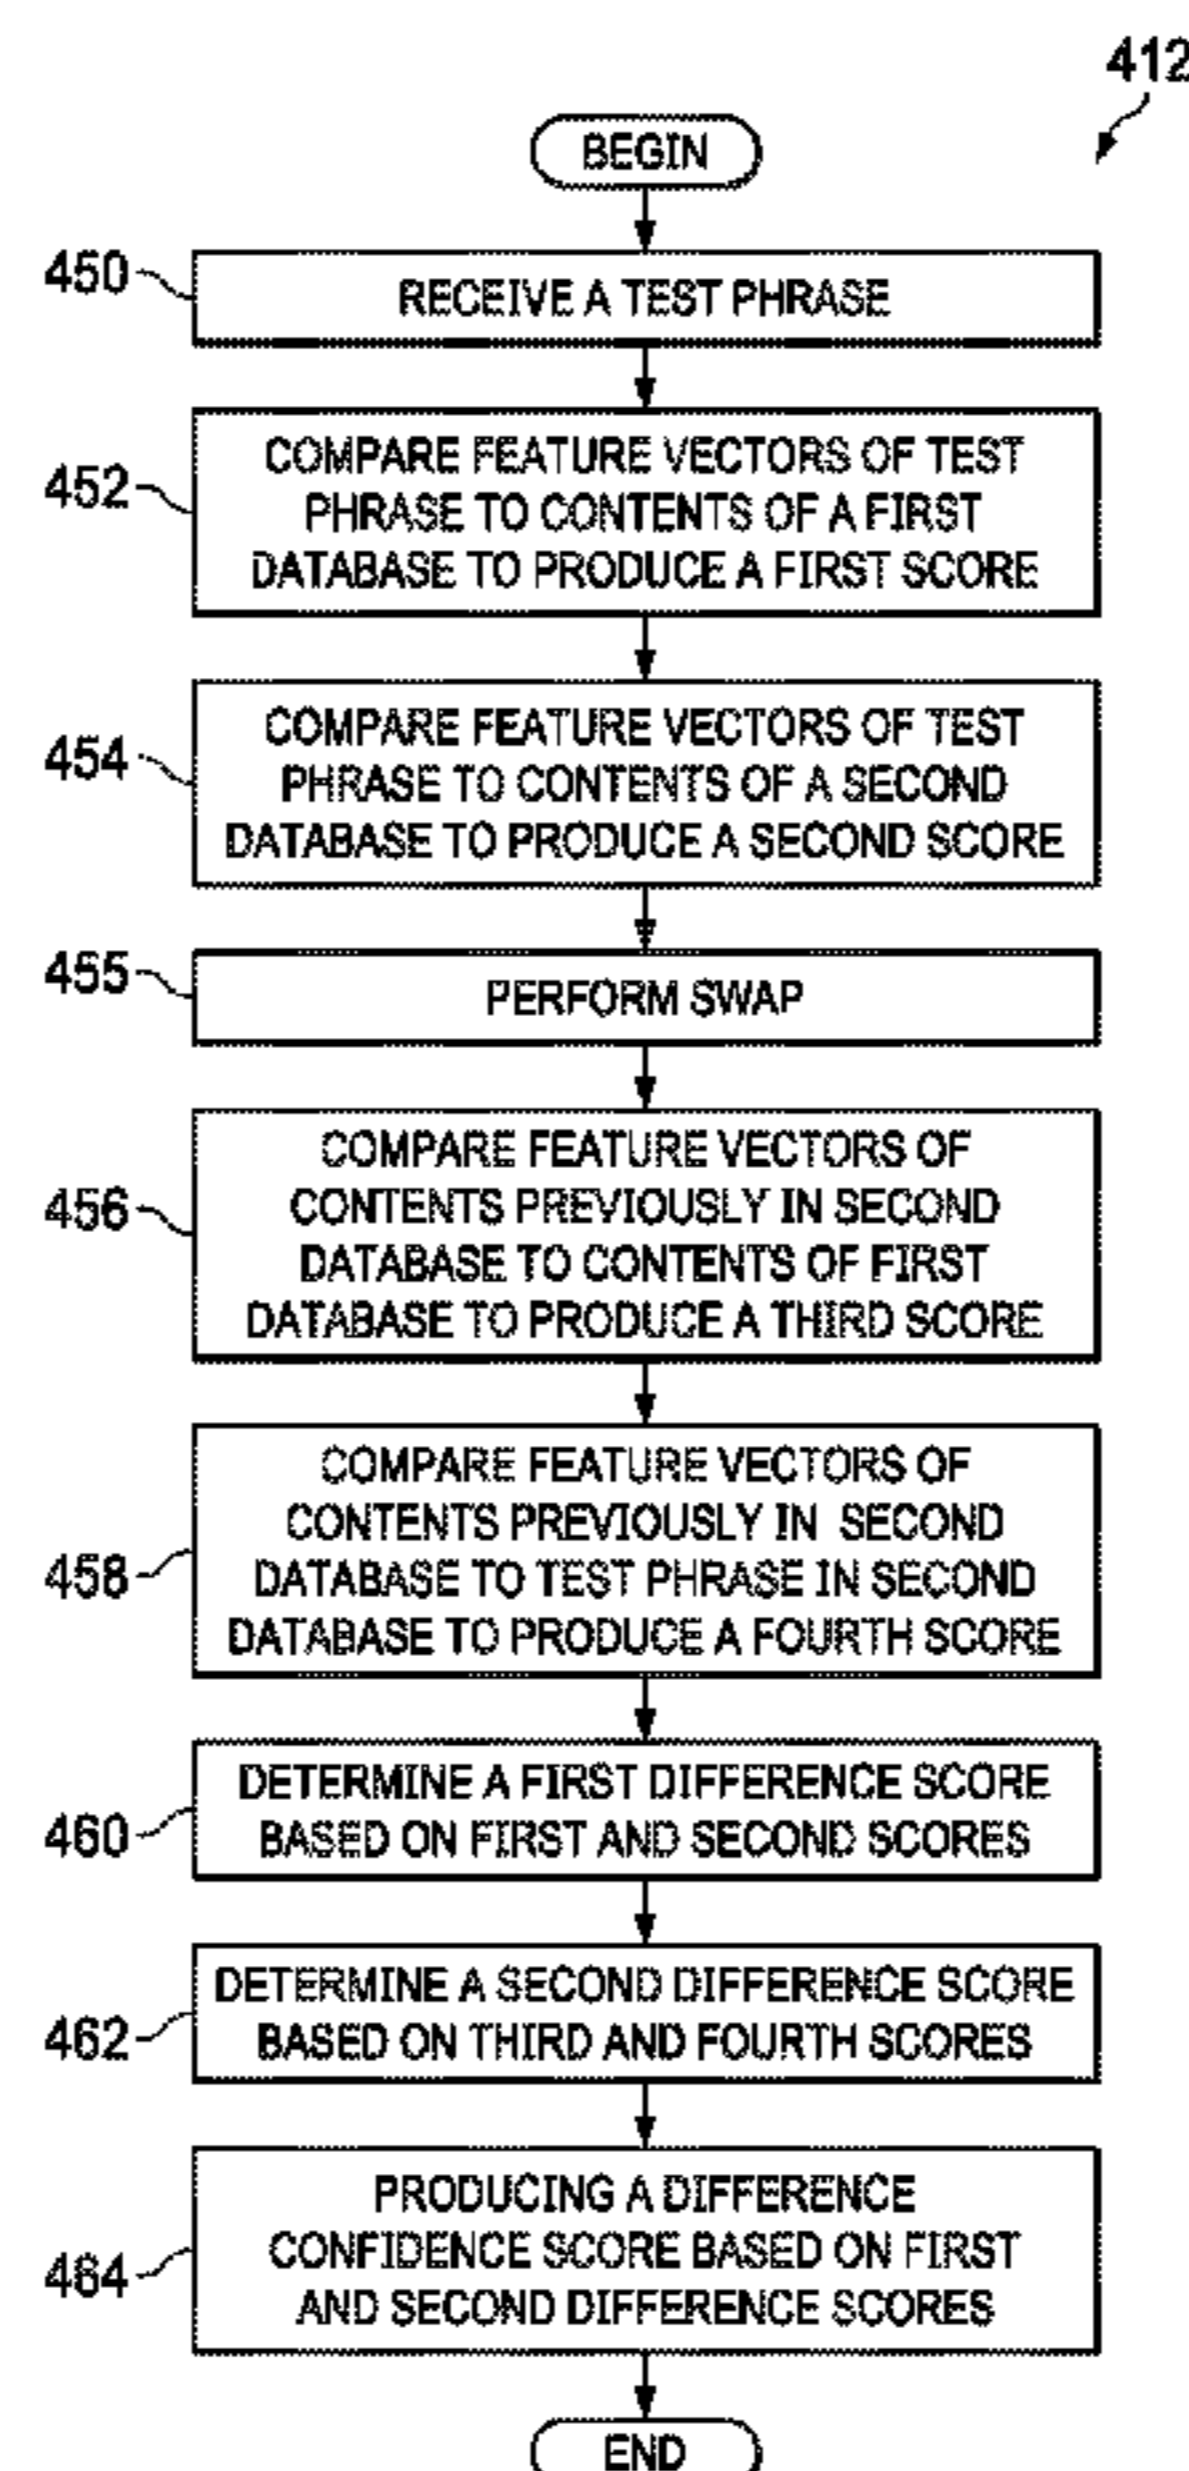 412
BEGIN
450
RECEIVE A TEST PHRASE
452
COMPARE FEATURE VECTORS OF TEST
PHRASE TO CONTENTS OF A FIRST
DATABASE TO PRODUCE A FIRST SCORE
454
COMPARE FEATURE VECTORS OF TEST
PHRASE TO CONTENTS OF A SECOND
DATABASE TO PRODUCE A SECOND SCORE
455
PERFORM SWAP
456
COMPARE FEATURE VECTORS OF
CONTENTS PREVIOUSLY IN SECOND
DATABASE TO CONTENTS OF FIRST
DATABASE TO PRODUCE A THIRD SCORE
458
COMPARE FEATURE VECTORS OF
CONTENTS PREVIOUSLY IN SECOND
DATABASE TO TEST PHRASE IN SECOND
DATABASE TO PRODUCE A FOURTH SCORE
460
DETERMINE A FIRST DIFFERENCE SCORE
BASED ON FIRST AND SECOND SCORES
462
DETERMINE A SECOND DIFFERENCE SCORE
BASED ON THIRD AND FOURTH SCORES
464
PRODUCING A DIFFERENCE
CONFIDENCE SCORE BASED ON FIRST
AND SECOND DIFFERENCE SCORES
END